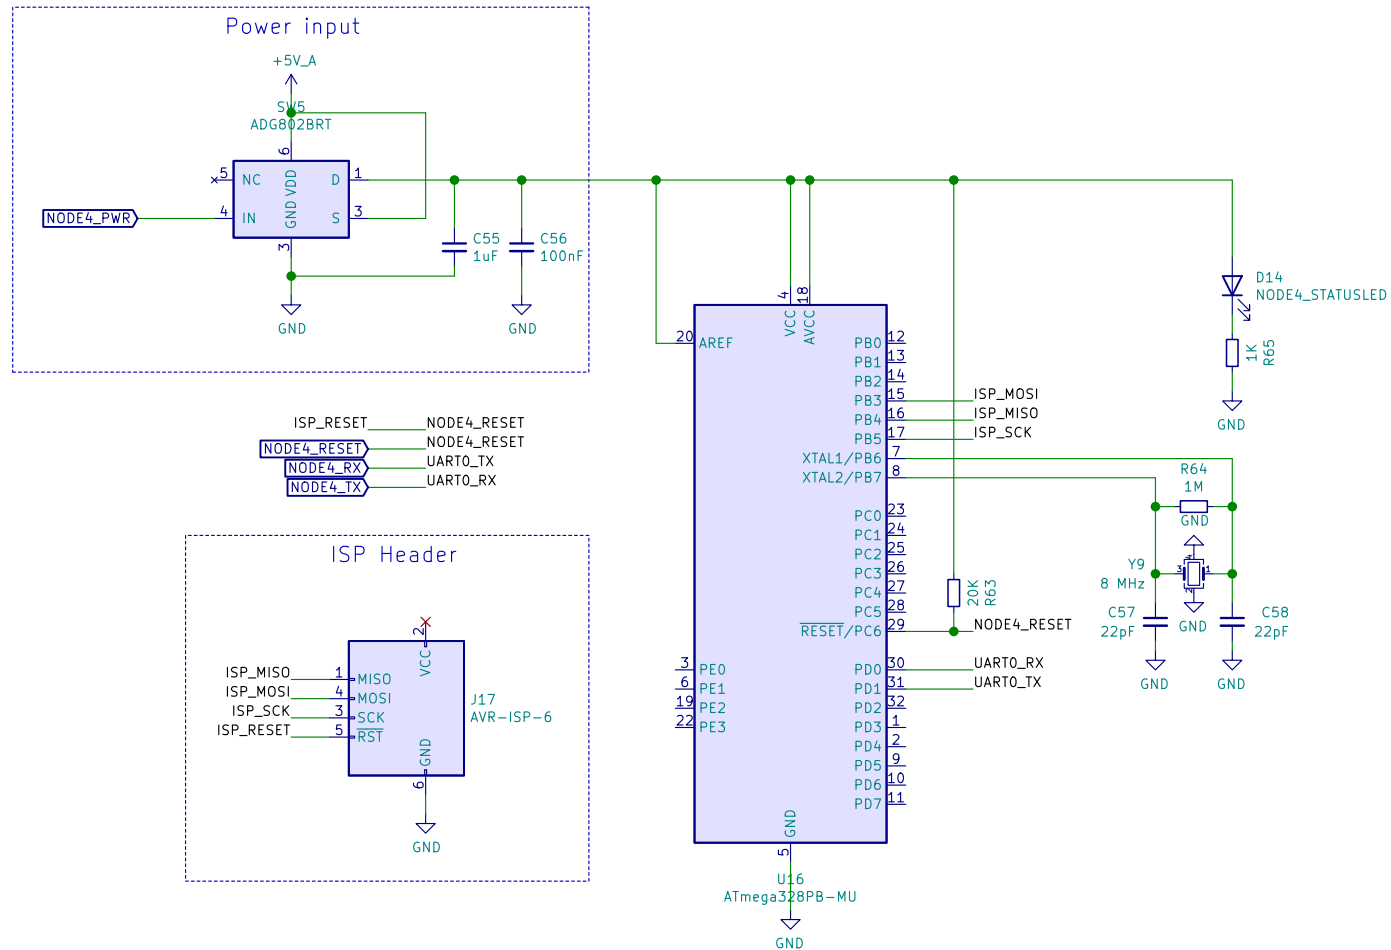 Power input
+5V_A
SW5
ADG802BRT
6
5 NC VDD D 1
NODE4_PWR 4 IN GND S 3
3
C55
1uF
C56
100nF
GND
GND
ISP_RESET NODE4_RESET
NODE4_RESET NODE4_RESET
NODE4_RX UART0_TX
NODE4_TX UART0_RX
ISP Header
2
VCC
ISP_MISO 1 MISO
ISP_MOSI 4 MOSI
ISP_SCK 3 SCK
ISP_RESET 5 RST
GND
6
J17
AVR-ISP-6
GND
4 18
VCC AVCC
20 AREF
PB0 12
PB1 13
PB2 14
PB3 15 ISP_MOSI
PB4 16 ISP_MISO
PB5 17 ISP_SCK
XTAL1/PB6 7
XTAL2/PB7 8
PC0 23
PC1 24
PC2 25
PC3 26
PC4 27
PC5 28
RESET/PC6 29 NODE4_RESET
3 PE0 PD0 30 UART0_RX
6 PE1 PD1 31 UART0_TX
19 PE2 PD2 32
22 PE3 PD3 1
PD4 2
PD5 9
PD6 10
PD7 11
GND
5
U16
ATmega328PB-MU
GND
20K
R63
D14
NODE4_STATUSLED
1K
R65
GND
R64
1M
GND
4
Y9
8 MHz
3 1
2
GND
C57
22pF
C58
22pF
GND
GND